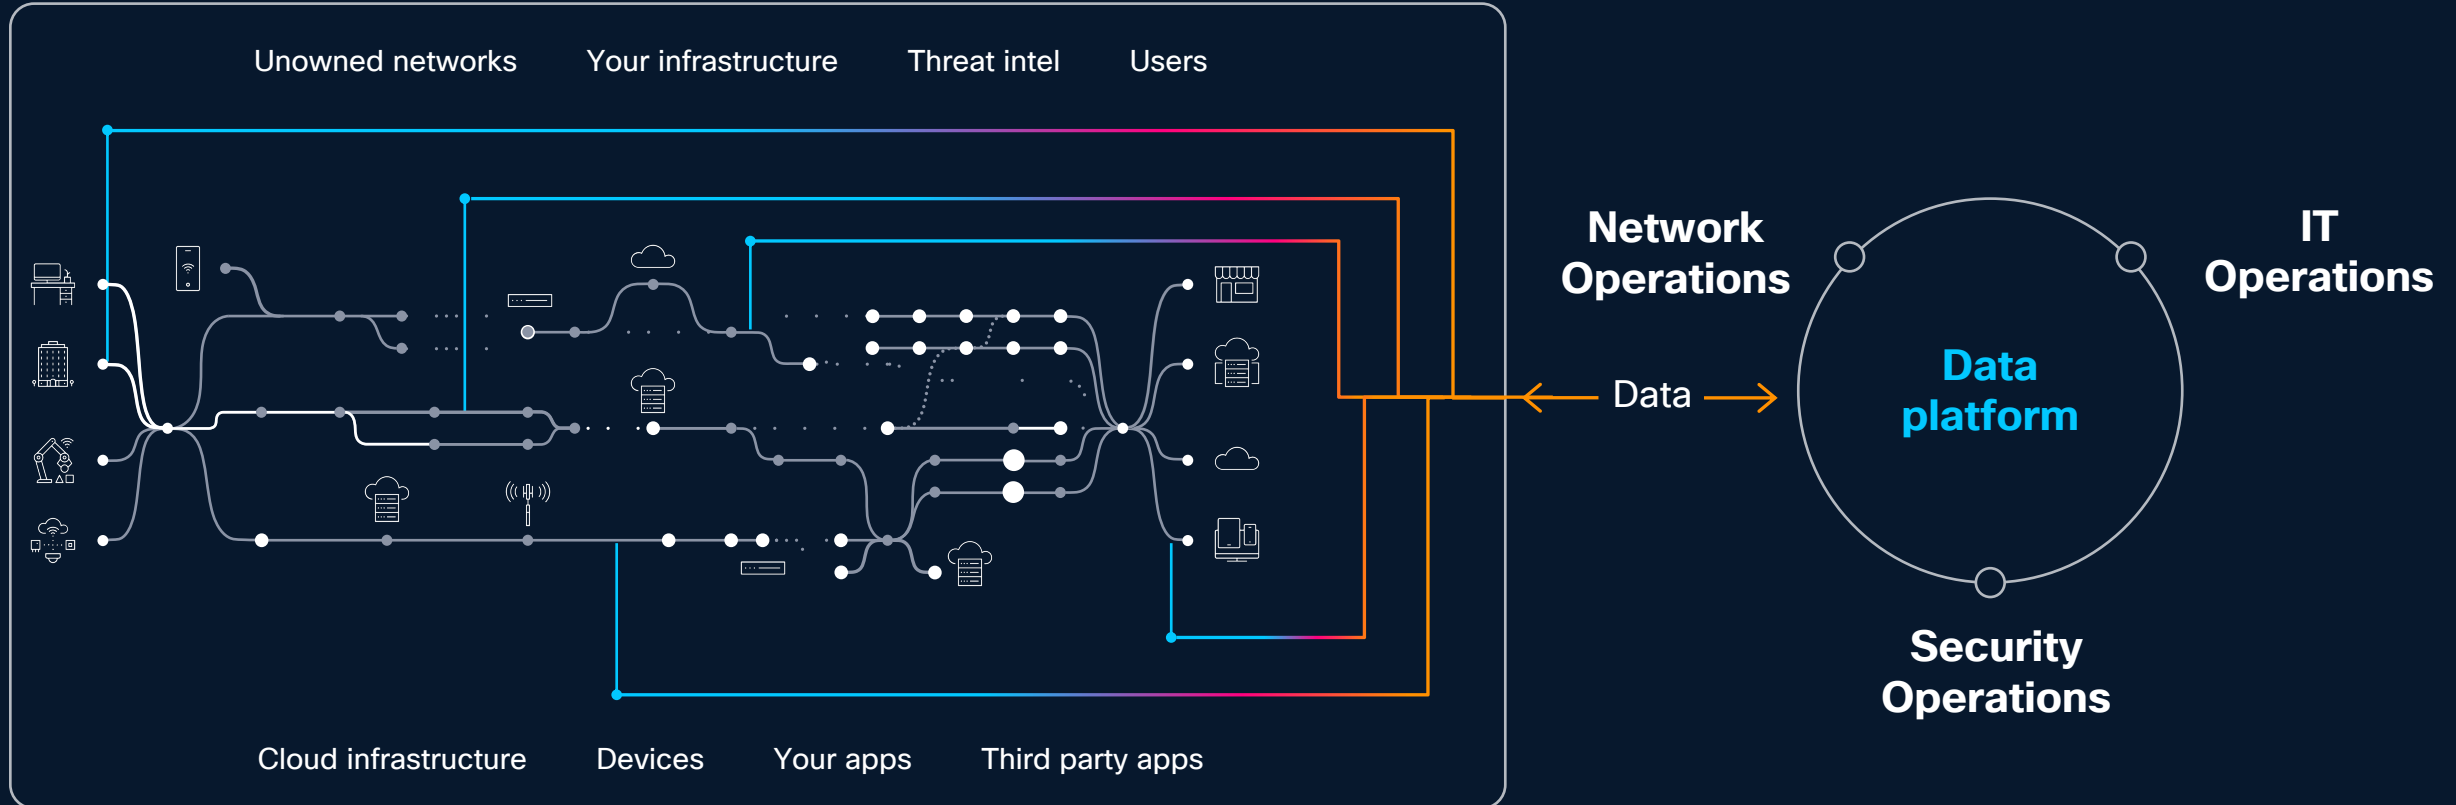 Unowned networks Your infrastructure Threat intel Users
Network
Operations
IT
Operations
Data
Data
platform
Security
Operations
Cloud infrastructure Devices Your apps Third party apps